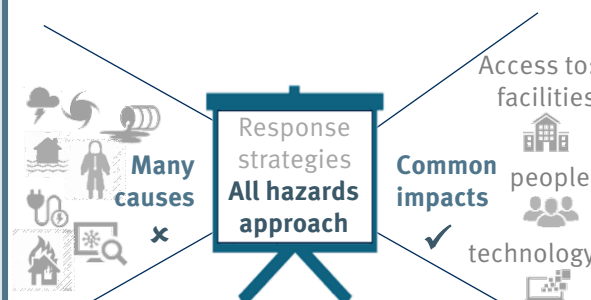 Many
causes
✘
Response
strategies
All hazards
approach
Common
impacts
✓
Access to:
facilities
people
technology